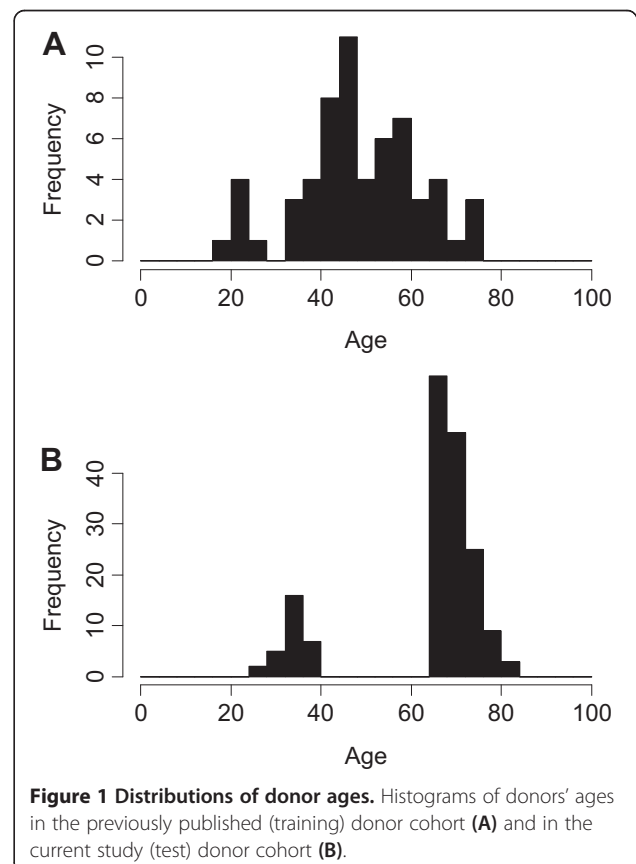 A
Frequency
10
8
6
4
2
0
0 20 40 60 80 100
Age
B
Frequency
40
30
20
10
0
0 20 40 60 80 100
Age
Figure 1 Distributions of donor ages. Histograms of donors’ ages
in the previously published (training) donor cohort (A) and in the
current study (test) donor cohort (B).